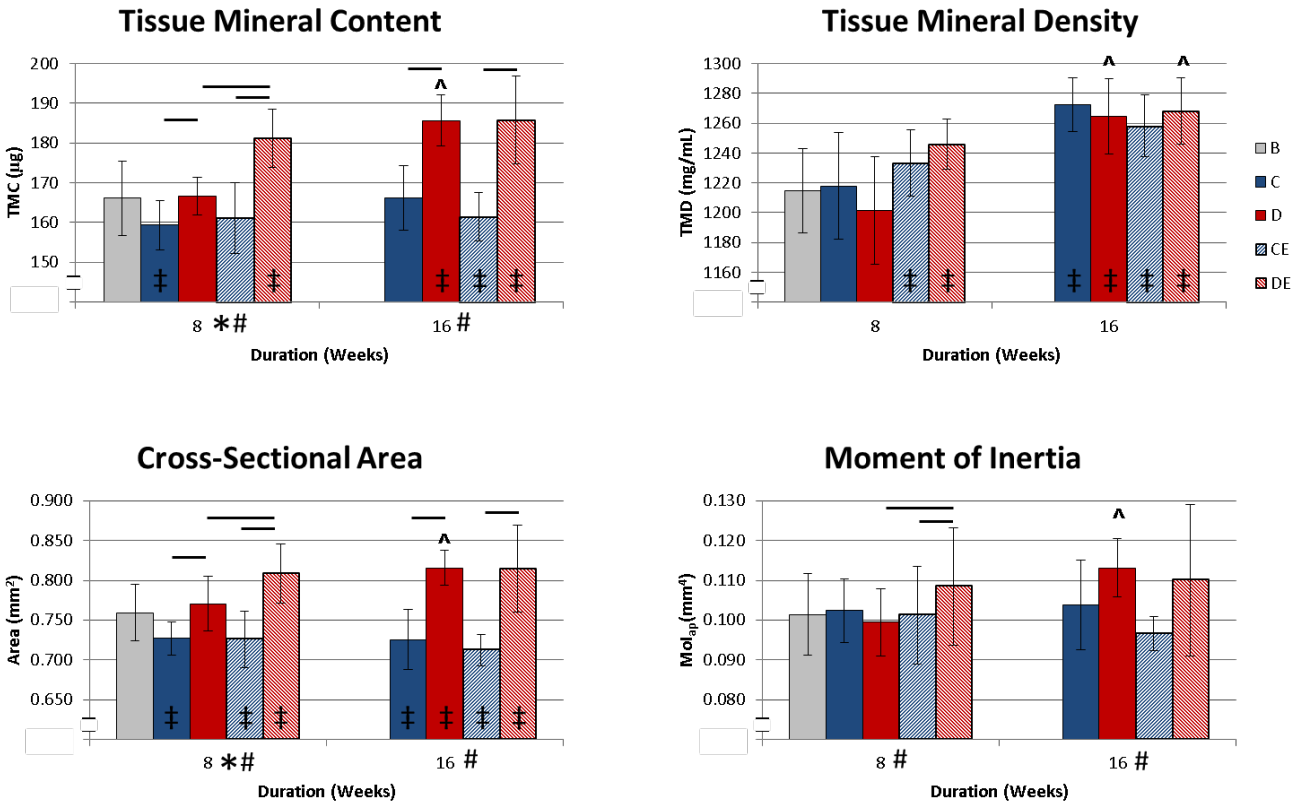 Tissue Mineral Content
TMC (µg)
200
190
180
170
160
150
^
‡ ‡ ‡ ‡ ‡
8 *# 16 #
Duration (Weeks)
Tissue Mineral Density
TMD (mg/mL)
1300
1280
1260
1240
1220
1200
1180
1160
^ ^
‡ ‡ ‡ ‡ ‡ ‡
8 16
Duration (Weeks)
B
C
D
CE
DE
Cross-Sectional Area
Area (mm²)
0.900
0.850
0.800
0.750
0.700
0.650
^
‡ ‡ ‡ ‡ ‡ ‡ ‡
8 *# 16 #
Duration (Weeks)
Moment of Inertia
MoIap(mm⁴)
0.130
0.120
0.110
0.100
0.090
0.080
^
8 # 16 #
Duration (Weeks)